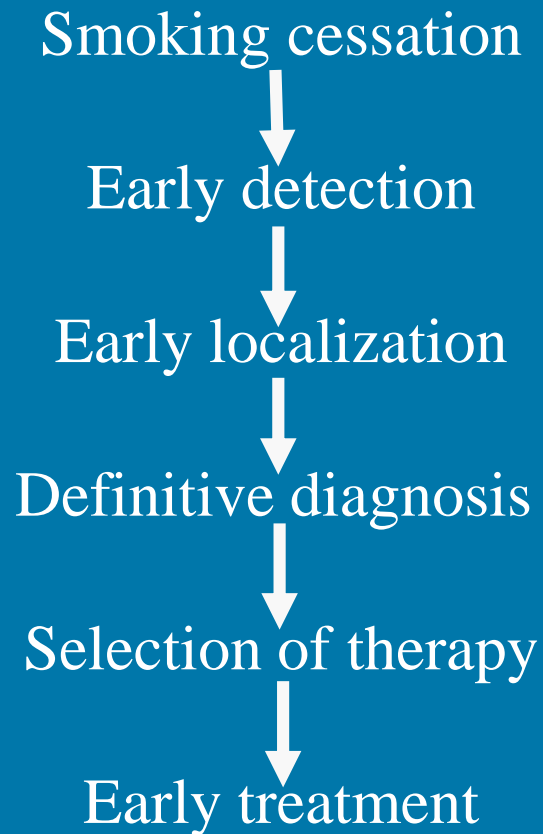 Smoking cessation
Early detection
Early localization
Definitive diagnosis
Selection of therapy
Early treatment